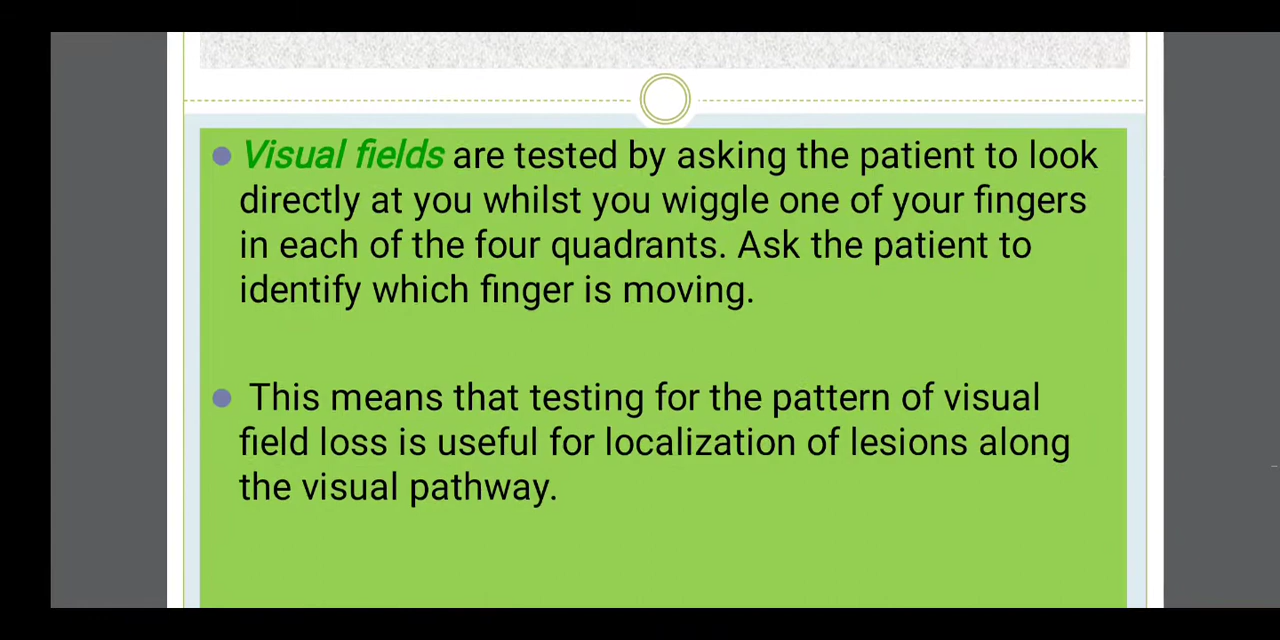 Visual fields are tested by asking the patient to look
directly at you whilst you wiggle one of your fingers
in each of the four quadrants. Ask the patient to
identify which finger is moving.
This means that testing for the pattern of visual
field loss is useful for localization of lesions along
the visual pathway.